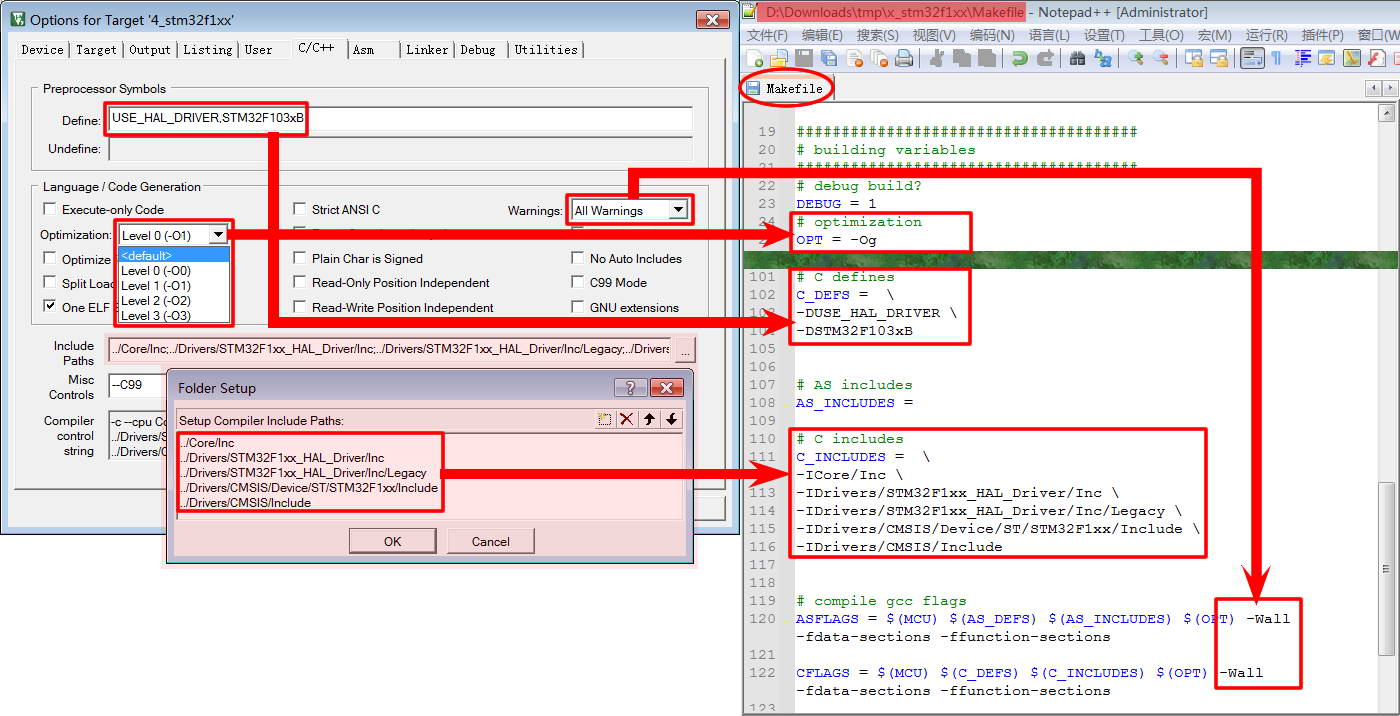 Options for Target '4_stm32f1xx'
Device Target Output Listing User C/C++ Asm Linker Debug Utilities
Preprocessor Symbols
Define: USE_HAL_DRIVER,STM32F103xB
Undefine:
Language / Code Generation
Execute-only Code
Strict ANSI C
Warnings: All Warnings
Optimization: Level 0 (-O1)
<default>
Level 0 (-O0)
Level 1 (-O1)
Level 2 (-O2)
Level 3 (-O3)
Optimize
Split Load
One ELF
Plain Char is Signed
Read-Only Position Independent
Read-Write Position Independent
No Auto Includes
C99 Mode
GNU extensions
Include Paths
../Core/Inc;../Drivers/STM32F1xx_HAL_Driver/Inc;../Drivers/STM32F1xx_HAL_Driver/Inc/Legacy;../Drivers
...
Misc Controls
--C99
Compiler control string
-c --cpu Co
../Drivers/S
../Drivers/C
Folder Setup
Setup Compiler Include Paths:
../Core/Inc
../Drivers/STM32F1xx_HAL_Driver/Inc
../Drivers/STM32F1xx_HAL_Driver/Inc/Legacy
../Drivers/CMSIS/Device/ST/STM32F1xx/Include
../Drivers/CMSIS/Include
OK Cancel
D:\Downloads\tmp\x_stm32f1xx\Makefile - Notepad++ [Administrator]
文件(F) 编辑(E) 搜索(S) 视图(V) 编码(N) 语言(L) 设置(T) 工具(O) 宏(M) 运行(R) 插件(P) 窗口(W
Makefile
19 ######################################
20 # building variables
21 ######################################
22 # debug build?
23 DEBUG = 1
24 # optimization
OPT = -Og
101 # C defines
102 C_DEFS = \
-DUSE_HAL_DRIVER \
-DSTM32F103xB
105
106
107 # AS includes
108 AS_INCLUDES =
109
110 # C includes
111 C_INCLUDES = \
-ICore/Inc \
113 -IDrivers/STM32F1xx_HAL_Driver/Inc \
114 -IDrivers/STM32F1xx_HAL_Driver/Inc/Legacy \
115 -IDrivers/CMSIS/Device/ST/STM32F1xx/Include \
116 -IDrivers/CMSIS/Include
117
118
119 # compile gcc flags
120 ASFLAGS = $(MCU) $(AS_DEFS) $(AS_INCLUDES) $(OPT) -Wall
-fdata-sections -ffunction-sections
121
122 CFLAGS = $(MCU) $(C_DEFS) $(C_INCLUDES) $(OPT) -Wall
-fdata-sections -ffunction-sections
123